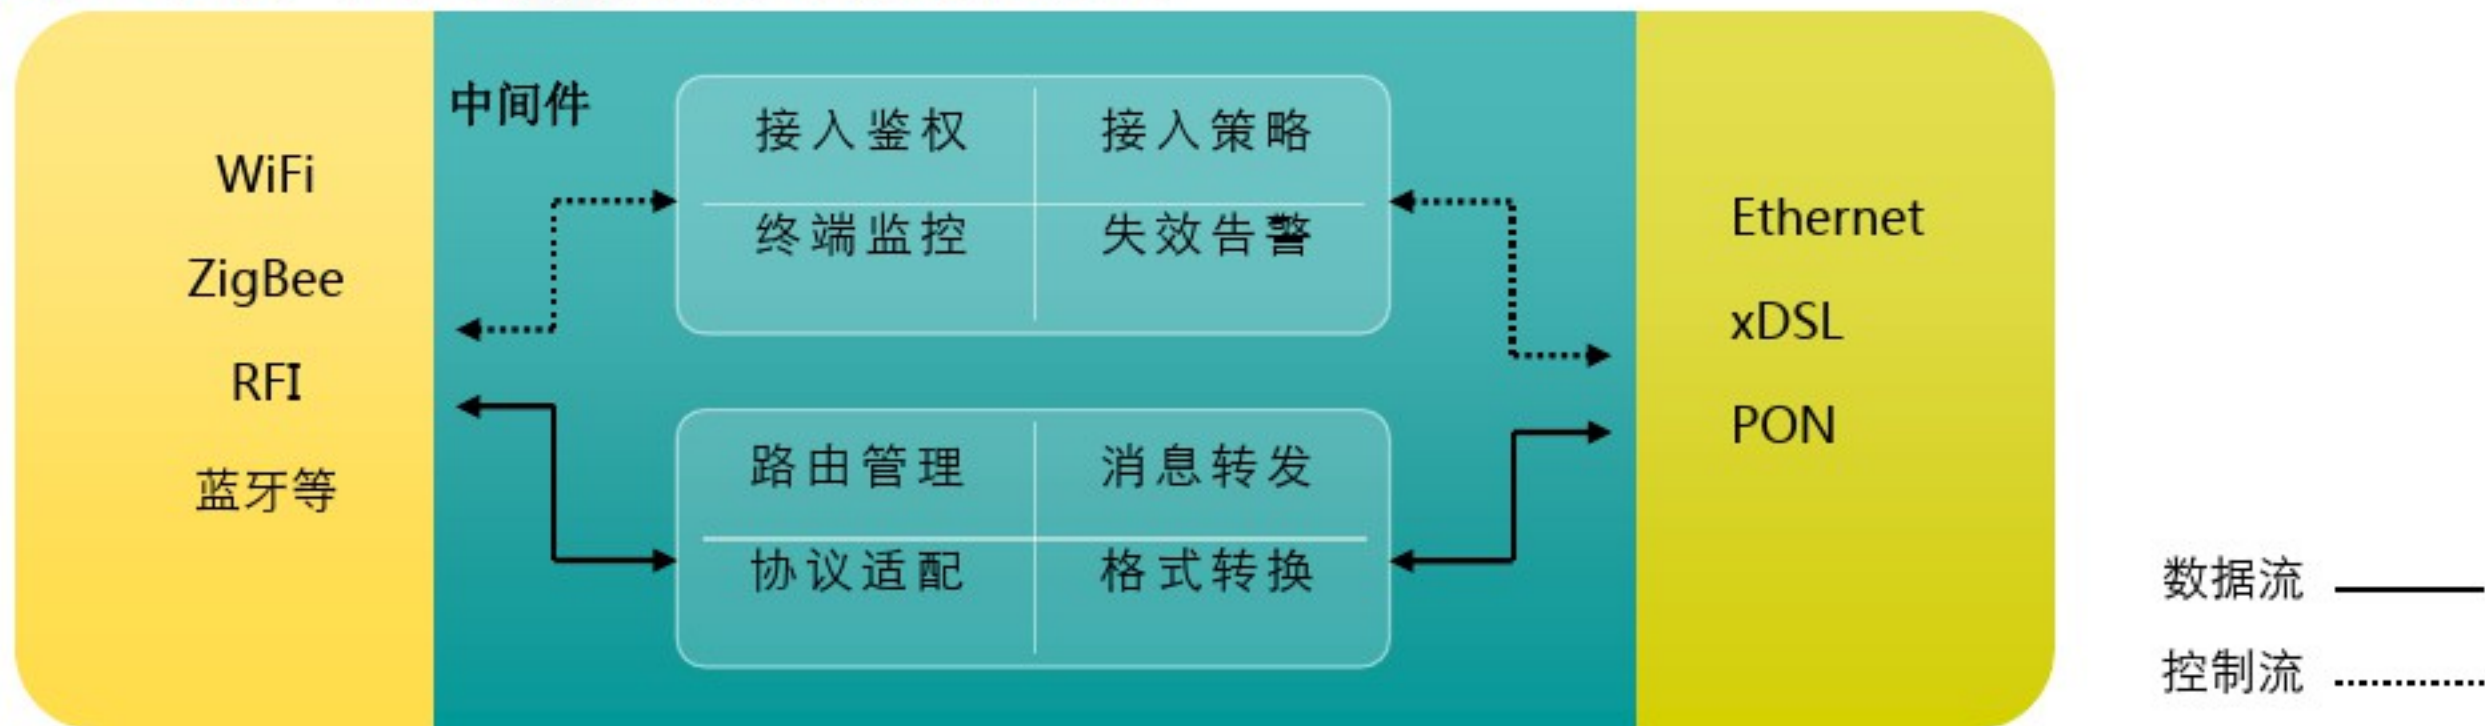 WiFi
ZigBee
RFI
蓝牙等
中间件
接入鉴权
接入策略
终端监控
失效告警
路由管理
消息转发
协议适配
格式转换
Ethernet
xDSL
PON
数据流
控制流